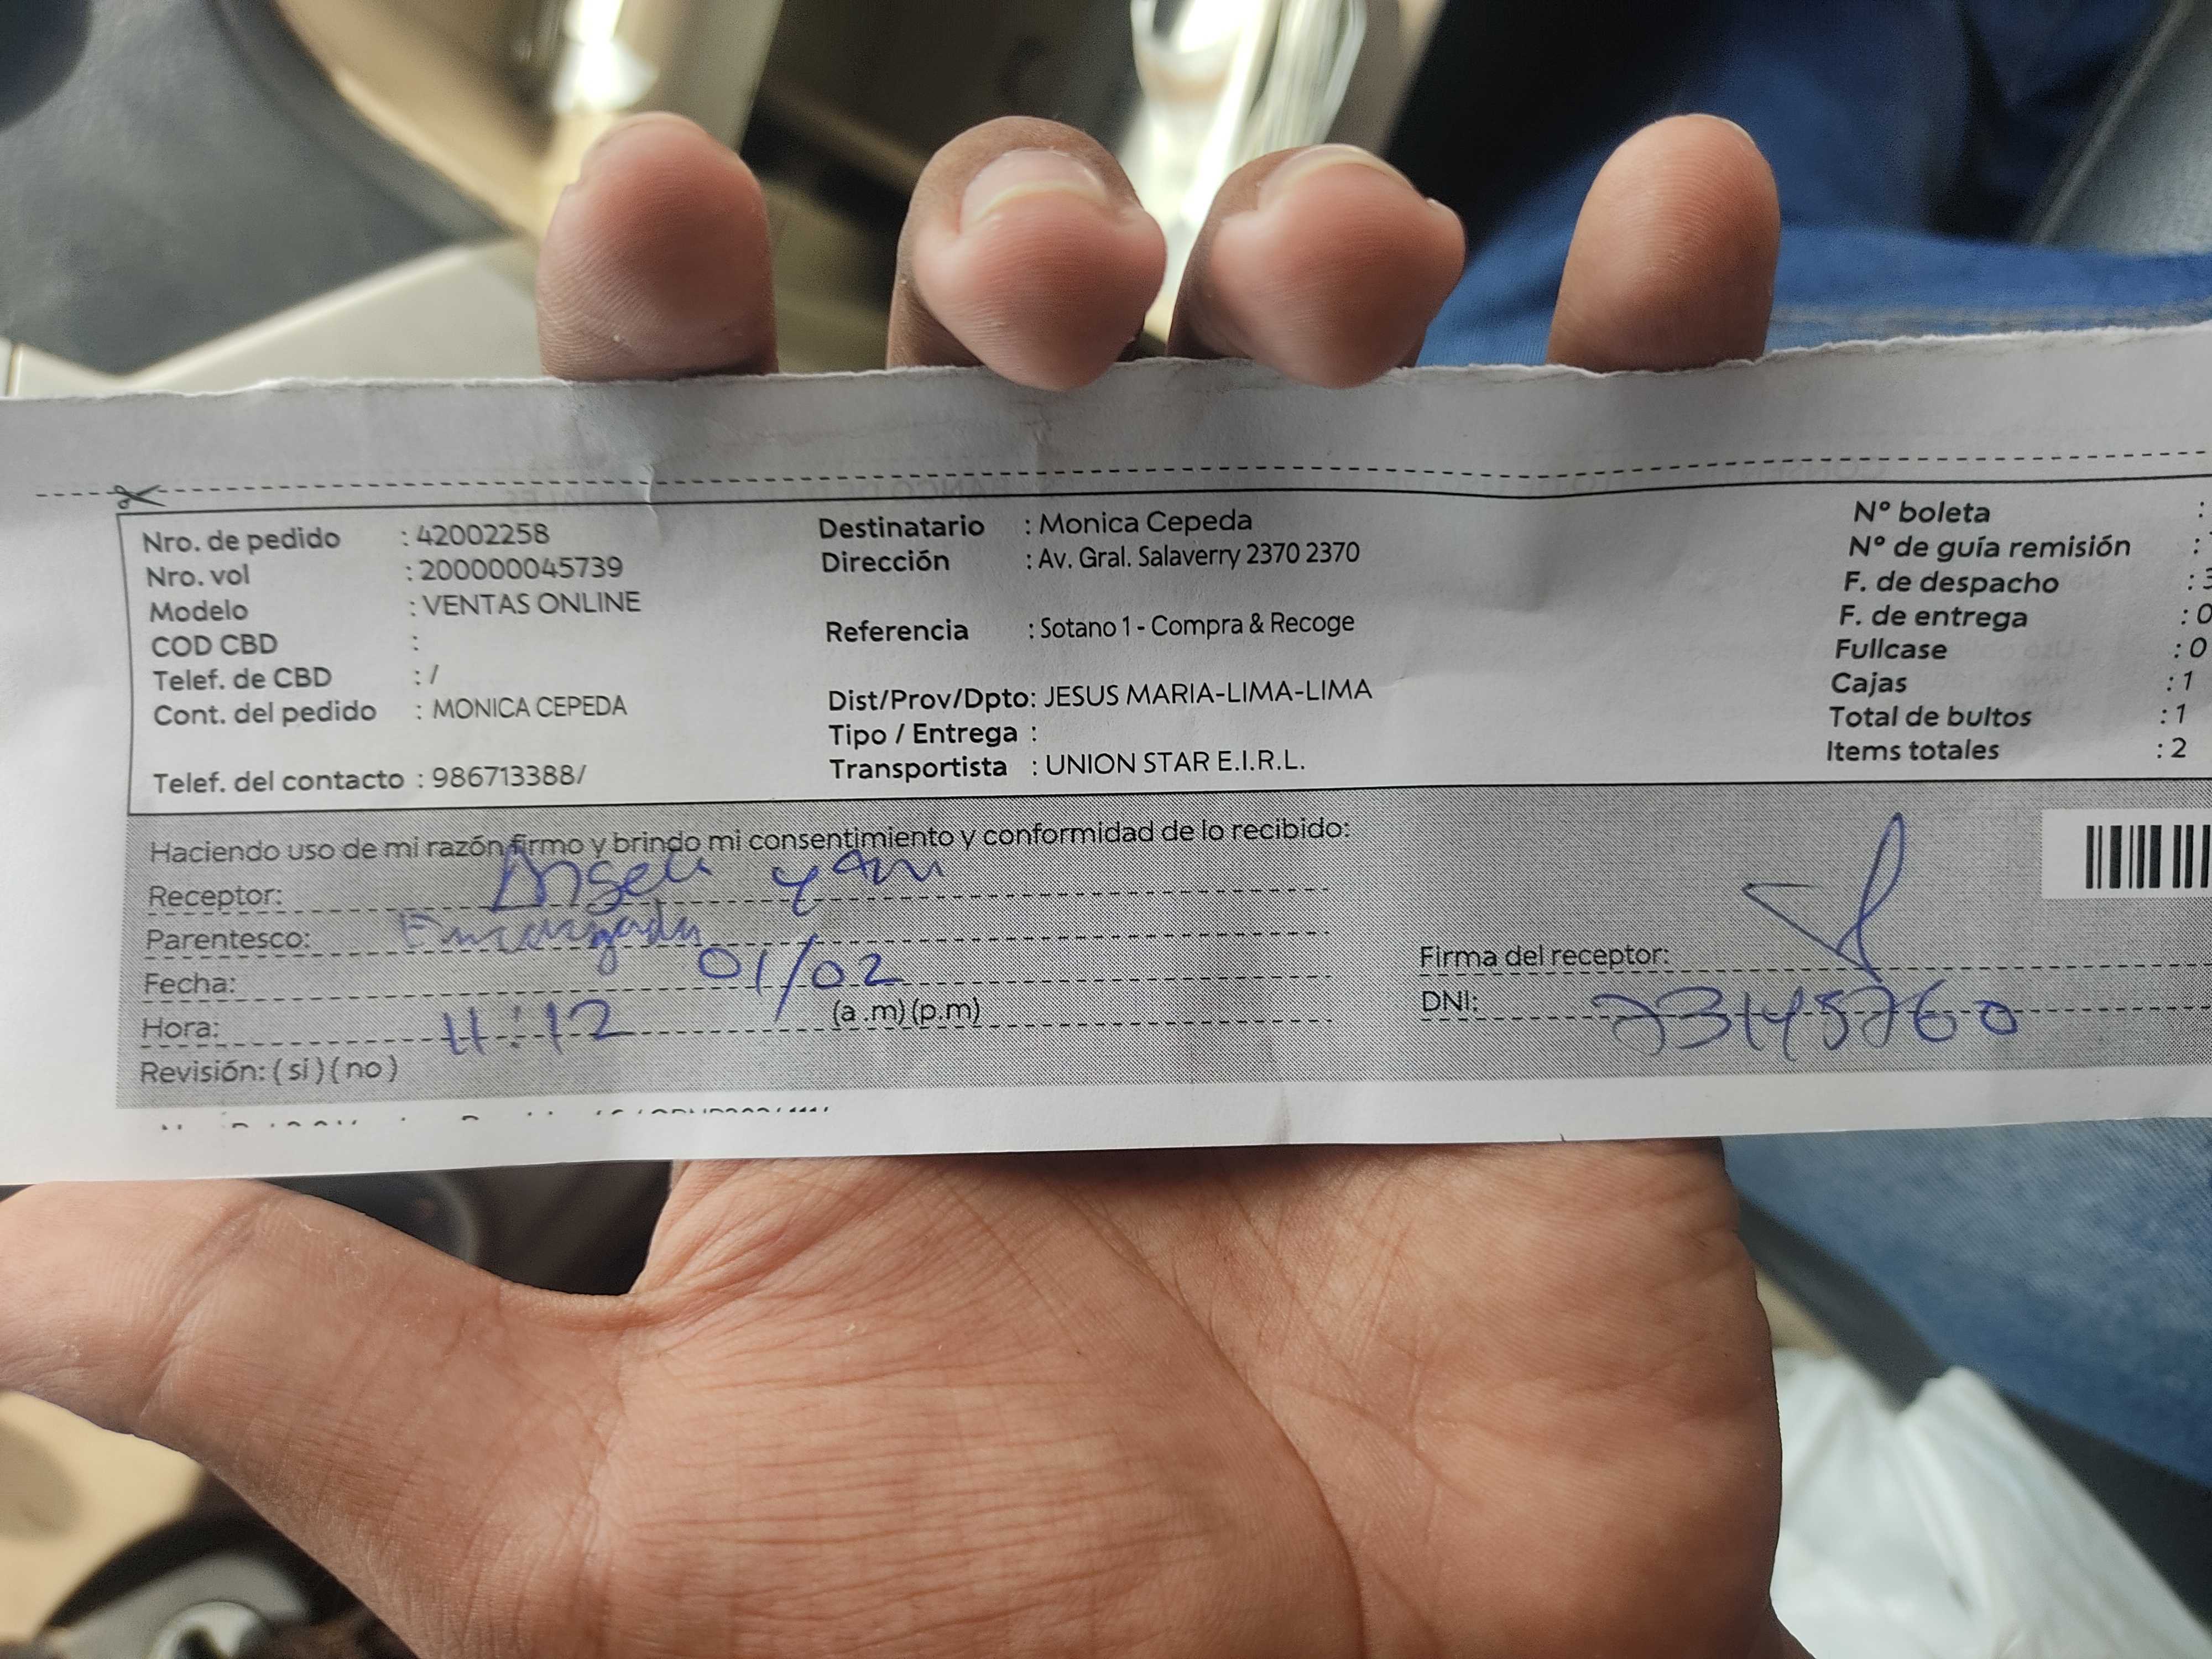 Nro. de pedido : 42002258
Nro. vol : 200000045739
Modelo : VENTAS ONLINE
COD CBD :
Telef. de CBD : /
Cont. del pedido : MONICA CEPEDA
Telef. del contacto : 986713388/
Destinatario : Monica Cepeda
Dirección : Av. Gral. Salaverry 2370 2370
Referencia : Sotano 1 - Compra & Recoge
Dist/Prov/Dpto: JESUS MARIA-LIMA-LIMA
Tipo / Entrega :
Transportista : UNION STAR E.I.R.L.
Nº boleta :
Nº de guía remisión :
F. de despacho : 3
F. de entrega : 0
Fullcase : 0
Cajas : 1
Total de bultos : 1
Items totales : 2
Haciendo uso de mi razón firmo y brindo mi consentimiento y conformidad de lo recibido:
Receptor:
Parentesco: Encargada
Fecha: 01/02
Hora: 11:12 (a.m)(p.m)
Revisión: (si)(no)
Firma del receptor:
DNI: